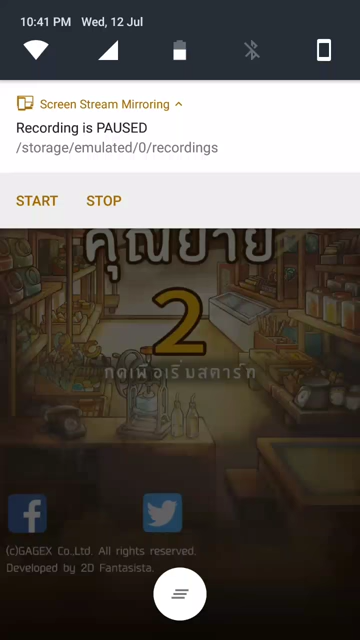 10:41 PM Wed, 12 Jul
Screen Stream Mirroring
Recording is PAUSED
/storage/emulated/0/recordings
START STOP
คุณยาย
2
กดเพื่อเริ่มสตาร์ท
(c)GAGEX Co.,Ltd. All rights reserved.
Developed by 2D Fantasista.